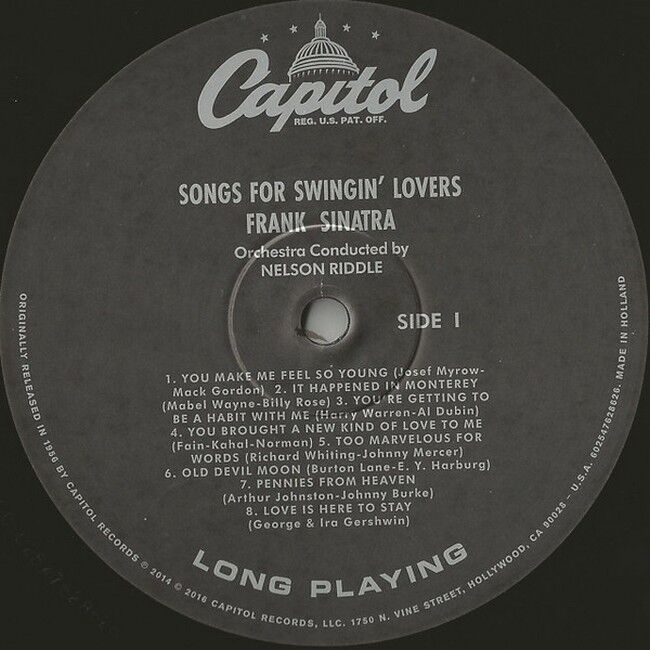 Capitol
REG. U.S. PAT. OFF.
SONGS FOR SWINGIN' LOVERS
FRANK SINATRA
Orchestra Conducted by
NELSON RIDDLE
SIDE 1
1. YOU MAKE ME FEEL SO YOUNG (Josef Myrow-
Mack Gordon) 2. IT HAPPENED IN MONTEREY
(Mabel Wayne-Billy Rose) 3. YOU'RE GETTING TO
BE A HABIT WITH ME (Harry Warren-Al Dubin)
4. YOU BROUGHT A NEW KIND OF LOVE TO ME
(Fain-Kahal-Norman) 5. TOO MARVELOUS FOR
WORDS (Richard Whiting-Johnny Mercer)
6. OLD DEVIL MOON (Burton Lane-E. Y. Harburg)
7. PENNIES FROM HEAVEN
(Arthur Johnston-Johnny Burke)
8. LOVE IS HERE TO STAY
(George & Ira Gershwin)
LONG PLAYING
ORIGINALLY RELEASED IN 1956 BY CAPITOL RECORDS ℗ 2014 © 2016 CAPITOL RECORDS, LLC. 1750 N. VINE STREET, HOLLYWOOD, CA 90028 – U.S.A. 602547628626. MADE IN HOLLAND